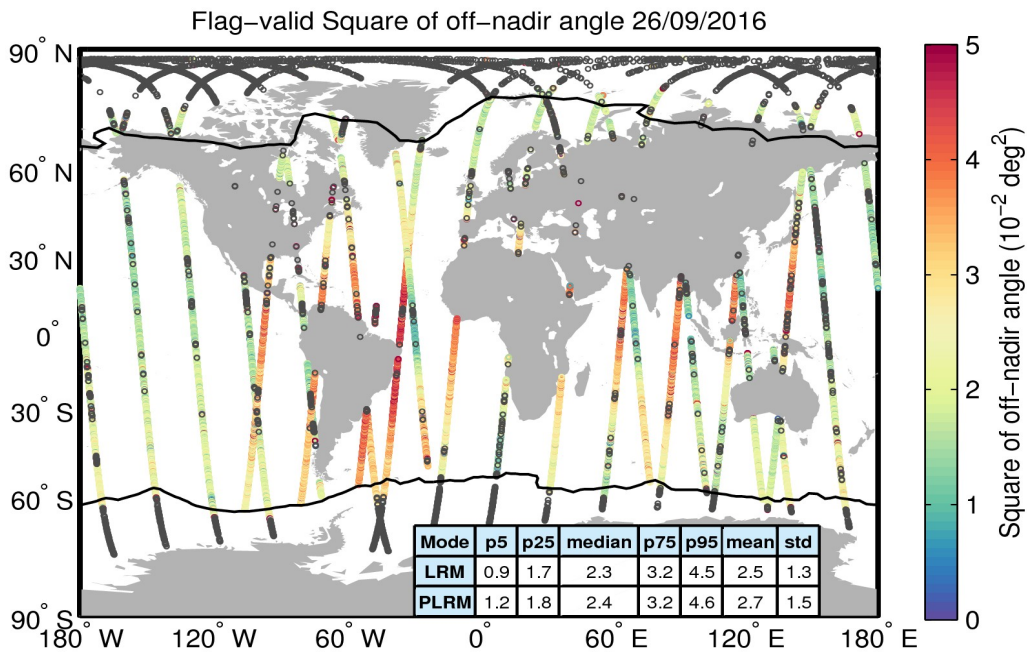 Flag−valid Square of off−nadir angle 26/09/2016
90° N
60° N
30° N
0°
30° S
60° S
90° S
180° W
120° W
60° W
0°
60° E
120° E
180° E
Mode p5 p25 median p75 p95 mean std
LRM 0.9 1.7 2.3 3.2 4.5 2.5 1.3
PLRM 1.2 1.8 2.4 3.2 4.6 2.7 1.5
5
4
3
2
1
0
Square of off−nadir angle (10⁻² deg²)